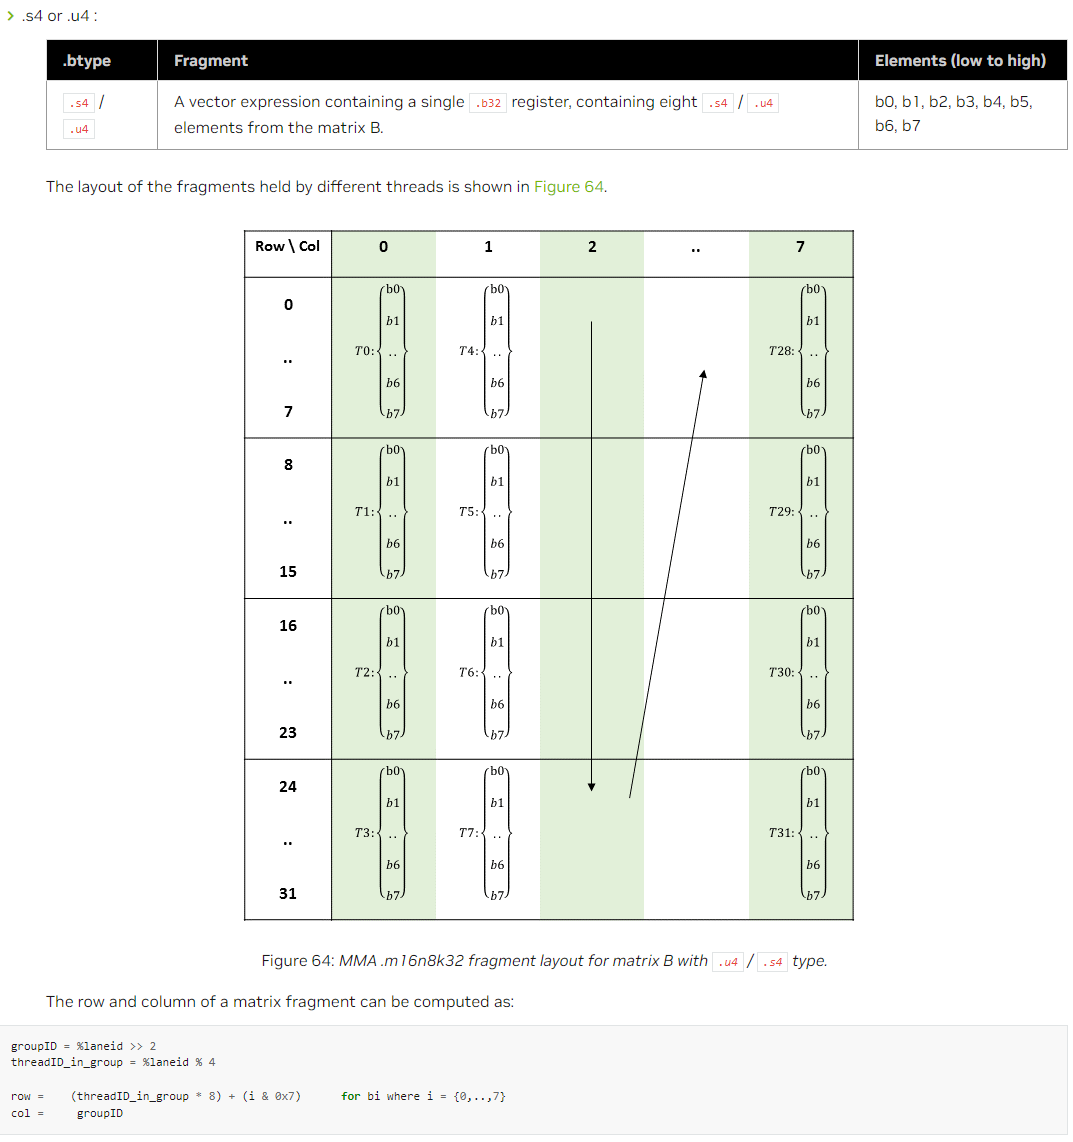 .s4 or .u4 :
.btype Fragment Elements (low to high)
.s4 / A vector expression containing a single .b32 register, containing eight .s4 / .u4 b0, b1, b2, b3, b4, b5,
.u4 elements from the matrix B. b6, b7
The layout of the fragments held by different threads is shown in Figure 64.
Row \ Col 0 1 2 .. 7
b0 b0 b0
0
b1 b1 b1
T0: .. T4: .. T28: ..
..
b6 b6 b6
7 b7 b7 b7
b0 b0 b0
8
b1 b1 b1
T1: .. T5: .. T29: ..
..
b6 b6 b6
15 b7 b7 b7
b0 b0 b0
16
b1 b1 b1
T2: .. T6: .. T30: ..
..
b6 b6 b6
23 b7 b7 b7
b0 b0 b0
24
b1 b1 b1
T3: .. T7: .. T31: ..
..
b6 b6 b6
31 b7 b7 b7
Figure 64: MMA .m16n8k32 fragment layout for matrix B with .u4 / .s4 type.
The row and column of a matrix fragment can be computed as:
groupID = %laneid >> 2
threadID_in_group = %laneid % 4
row = (threadID_in_group * 8) + (i & 0x7) for bi where i = {0,..,7}
col = groupID